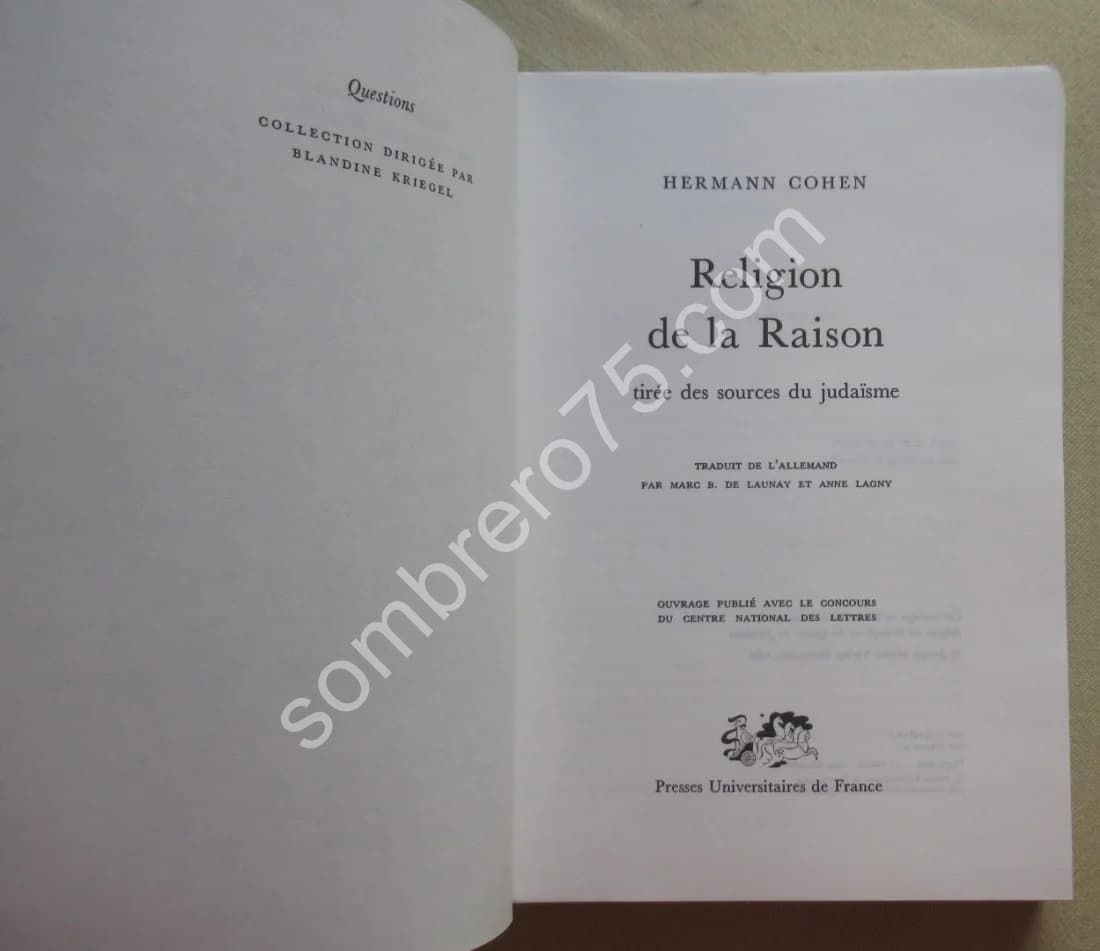 Questions
COLLECTION DIRIGÉE PAR
BLANDINE KRIEGEL
HERMANN COHEN
Religion
de la Raison
tirée des sources du judaïsme
TRADUIT DE L'ALLEMAND
PAR MARC B. DE LAUNAY ET ANNE LAGNY
OUVRAGE PUBLIÉ AVEC LE CONCOURS
DU CENTRE NATIONAL DES LETTRES
Presses Universitaires de France
sombrero75.com